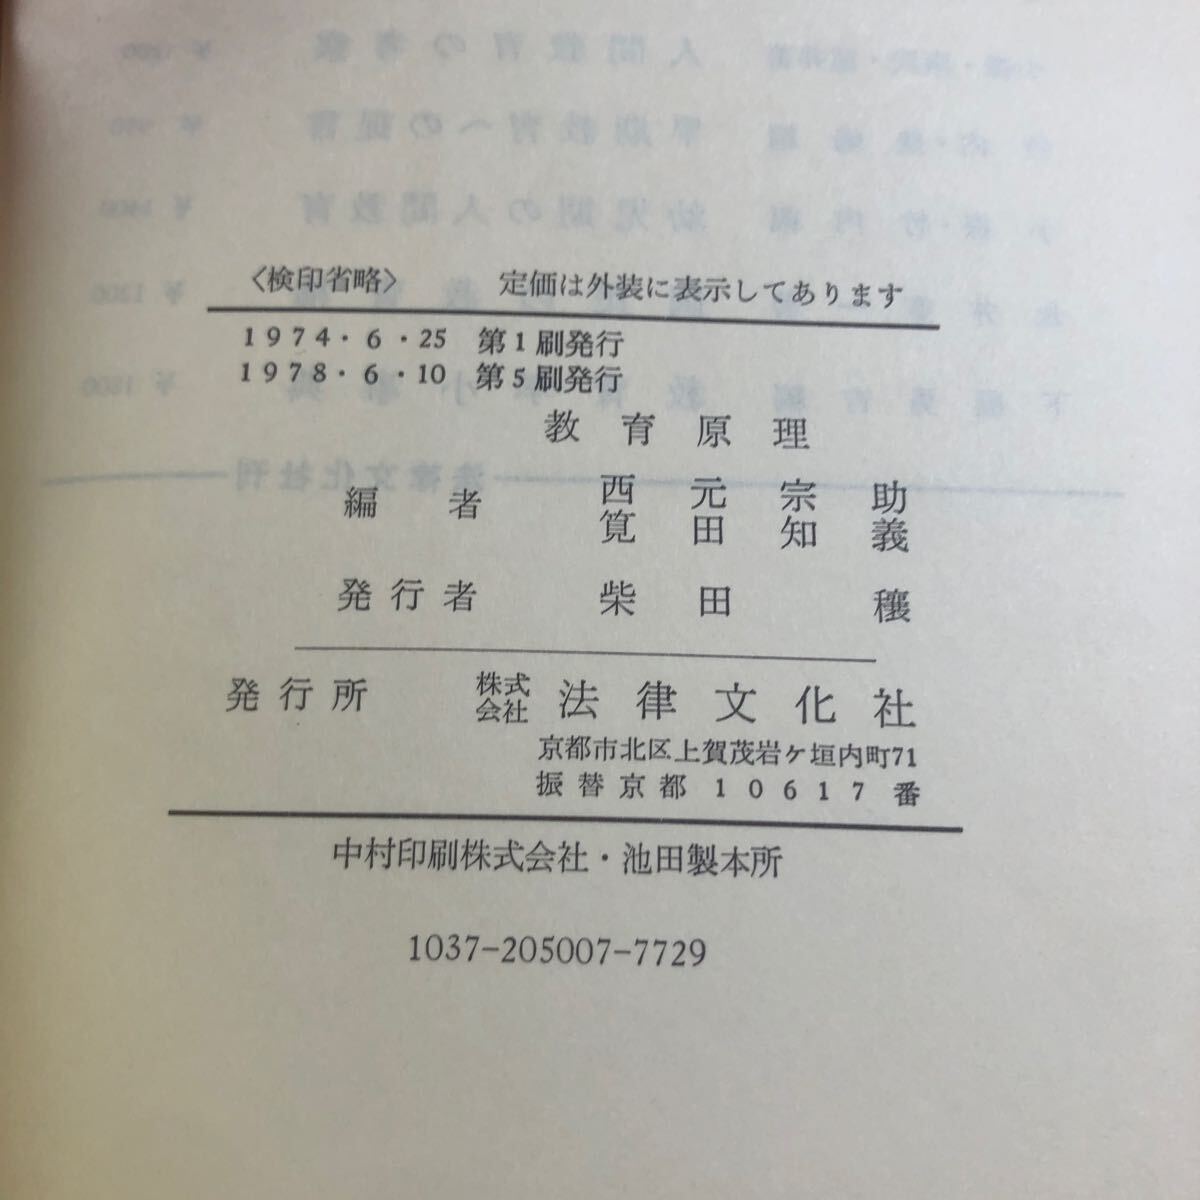 〈検印省略〉 定価は外装に表示してあります
1974・6・25 第1刷発行
1978・6・10 第5刷発行
教育原理
編者 西元宗助
筧田知義
発行者 柴田穰
発行所 株式会社 法律文化社
京都市北区上賀茂岩ケ垣内町71
振替京都 10617番
中村印刷株式会社・池田製本所
1037-205007-7729